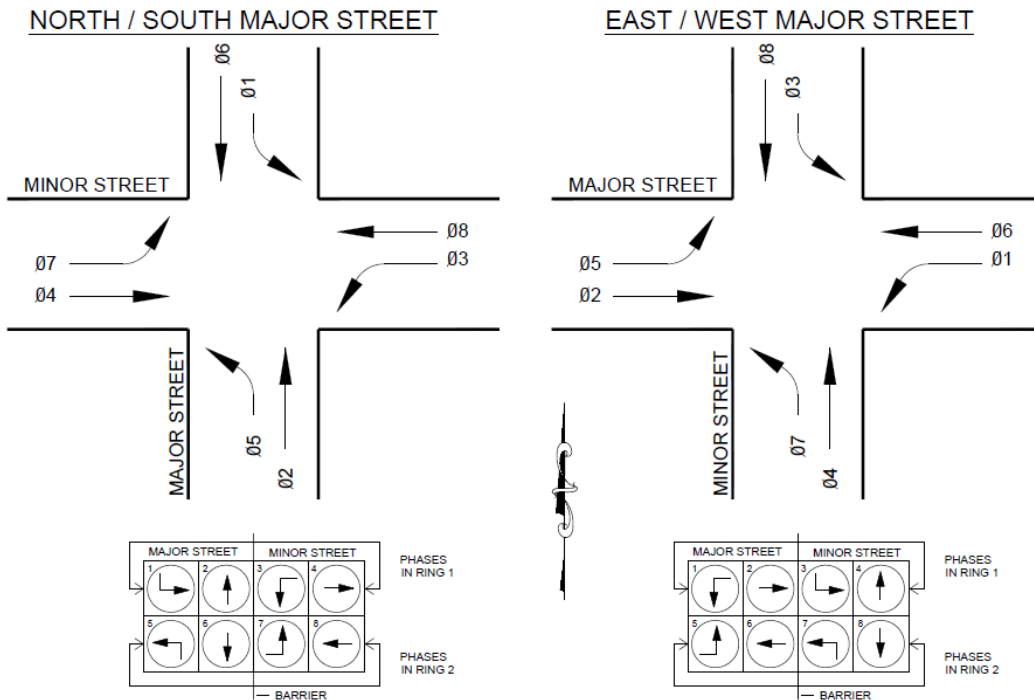 NORTH / SOUTH MAJOR STREET
Ø6
Ø1
MINOR STREET
Ø8
Ø3
Ø7
Ø4
MAJOR STREET
Ø5
Ø2
MAJOR STREET
MINOR STREET
1
2
3
4
5
6
7
8
PHASES
IN RING 1
PHASES
IN RING 2
BARRIER
EAST / WEST MAJOR STREET
Ø8
Ø3
MAJOR STREET
Ø6
Ø1
Ø5
Ø2
MINOR STREET
Ø7
Ø4
MAJOR STREET
MINOR STREET
1
2
3
4
5
6
7
8
PHASES
IN RING 1
PHASES
IN RING 2
BARRIER